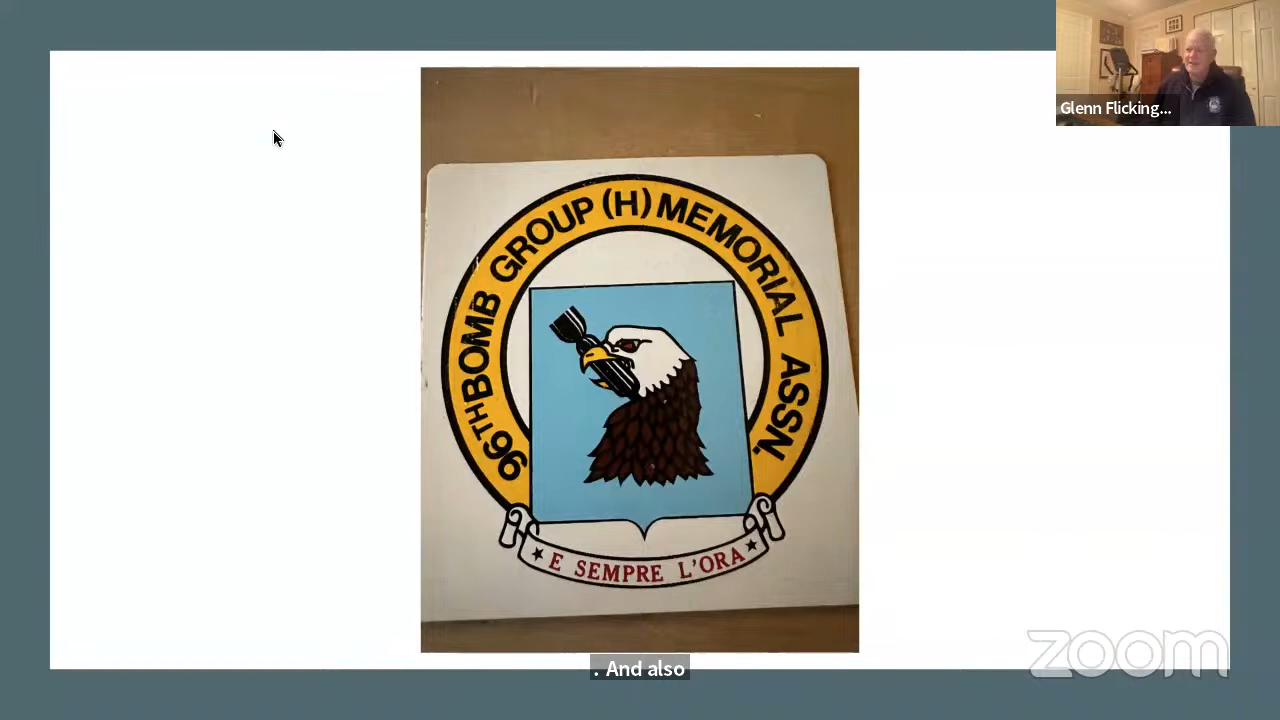 Glenn Flicking...
96TH BOMB GROUP (H) MEMORIAL ASSN.
E SEMPRE L'ORA
zoom
. And also